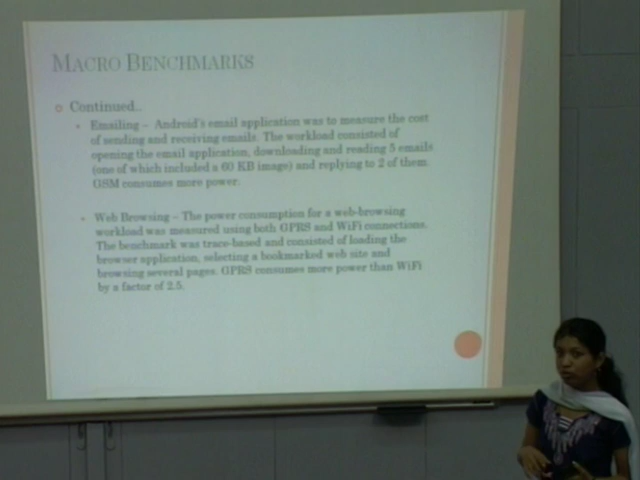 MACRO BENCHMARKS
Continued..
Emailing – Android's email application was to measure the cost
of sending and receiving emails. The workload consisted of
opening the email application, downloading and reading 5 emails
(one of which included a 60 KB image) and replying to 2 of them.
GSM consumes more power.
Web Browsing – The power consumption for a web-browsing
workload was measured using both GPRS and WiFi connections.
The benchmark was trace-based and consisted of loading the
browser application, selecting a bookmarked web site and
browsing several pages. GPRS consumes more power than WiFi
by a factor of 2.5.